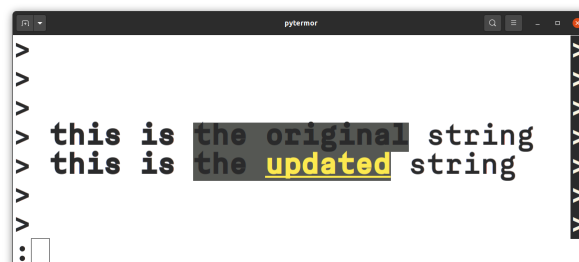 pytermor
>
>
>
> this is the original string
> this is the updated string
>
>
: